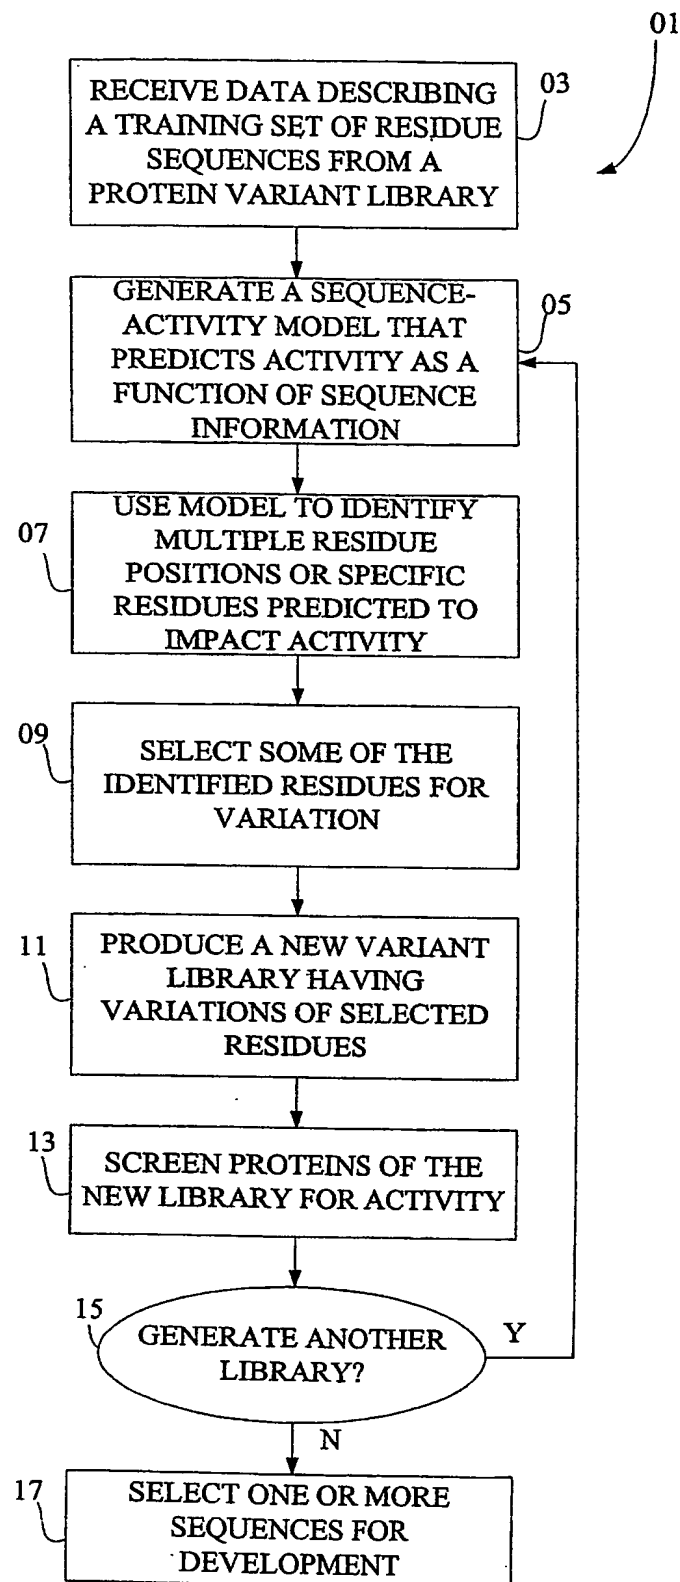 01
RECEIVE DATA DESCRIBING
A TRAINING SET OF RESIDUE
SEQUENCES FROM A
PROTEIN VARIANT LIBRARY
03
GENERATE A SEQUENCE-
ACTIVITY MODEL THAT
PREDICTS ACTIVITY AS A
FUNCTION OF SEQUENCE
INFORMATION
05
07
USE MODEL TO IDENTIFY
MULTIPLE RESIDUE
POSITIONS OR SPECIFIC
RESIDUES PREDICTED TO
IMPACT ACTIVITY
09
SELECT SOME OF THE
IDENTIFIED RESIDUES FOR
VARIATION
11
PRODUCE A NEW VARIANT
LIBRARY HAVING
VARIATIONS OF SELECTED
RESIDUES
13
SCREEN PROTEINS OF THE
NEW LIBRARY FOR ACTIVITY
15
GENERATE ANOTHER
LIBRARY?
Y
N
17
SELECT ONE OR MORE
SEQUENCES FOR
DEVELOPMENT